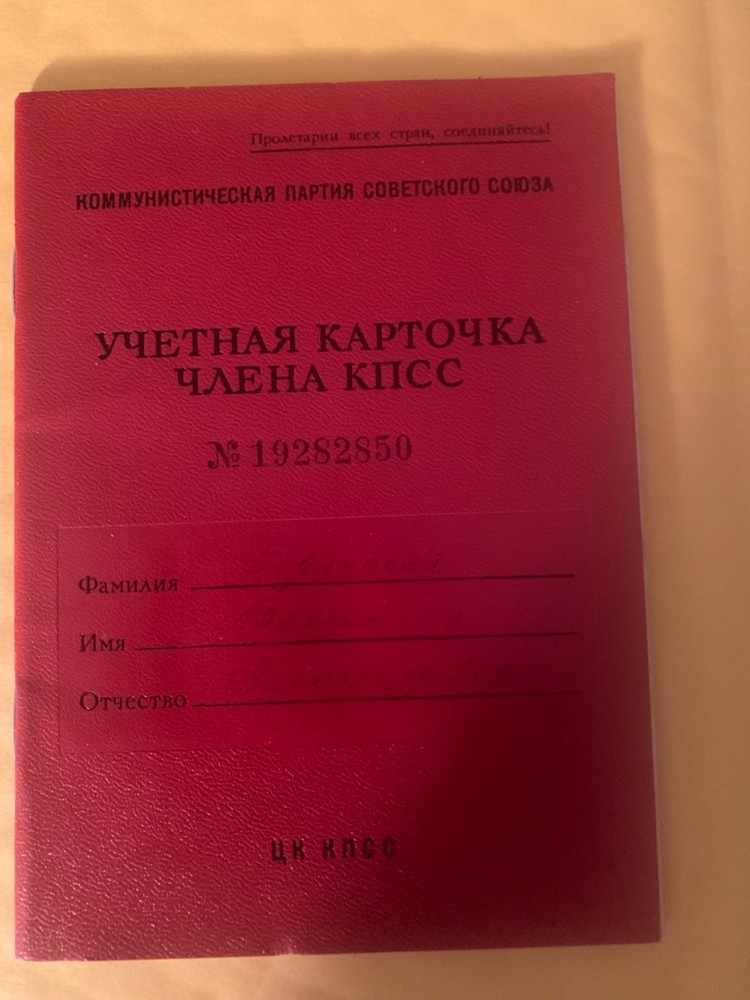 Пролетарии всех стран, соединяйтесь!
КОММУНИСТИЧЕСКАЯ ПАРТИЯ СОВЕТСКОГО СОЮЗА
УЧЕТНАЯ КАРТОЧКА
ЧЛЕНА КПСС
№ 19282850
Фамилия
Имя
Отчество
ЦК КПСС